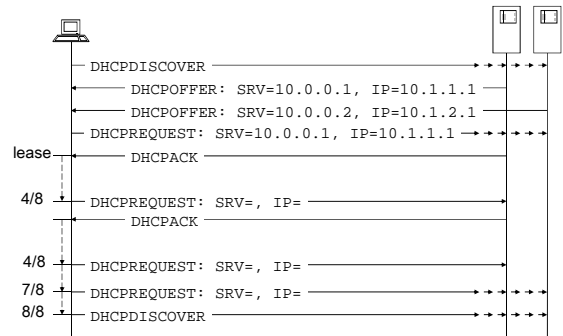 DHCPDISCOVER
DHCPOFFER: SRV=10.0.0.1, IP=10.1.1.1
DHCPOFFER: SRV=10.0.0.2, IP=10.1.2.1
DHCPREQUEST: SRV=10.0.0.1, IP=10.1.1.1
lease DHCPACK
4/8 DHCPREQUEST: SRV=, IP=
DHCPACK
4/8 DHCPREQUEST: SRV=, IP=
7/8 DHCPREQUEST: SRV=, IP=
8/8 DHCPDISCOVER